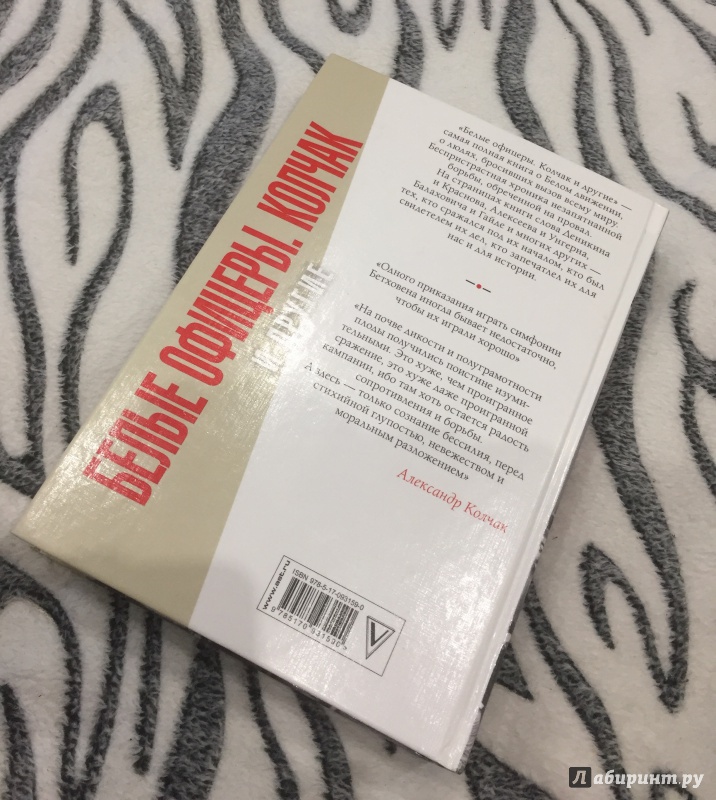 БЕЛЫЕ ОФИЦЕРЫ. КОЛЧАК
И ДРУГИЕ
«Белые офицеры. Колчак и другие» —
самая полная книга о Белом движении,
о людях, бросивших вызов всему миру.
Беспристрастная хроника незапятнанной
борьбы, обреченной на провал.
На страницах книги слова Деникина
и Краснова, Алексеева и Унгерна,
Балаховича и Гайде и многих других —
тех, кто сражался под их началом, кто был
свидетелем их дел, кто запечатлел их для
нас и для истории.
«Одного приказания играть симфонии
Бетховена иногда бывает недостаточно,
чтобы их играли хорошо»
«На почве дикости и полуграмотности
плоды получились поистине изуми-
тельными. Это хуже, чем проигранное
сражение, это хуже даже проигранной
кампании, ибо там хоть остается радость
сопротивления и борьбы.
А здесь — только сознание бессилия, перед
стихийной глупостью, невежеством и
моральным разложением»
Александр Колчак
www.ast.ru
ISBN 978-5-17-093159-0
9 785170 931590 >
Лабиринт.ру